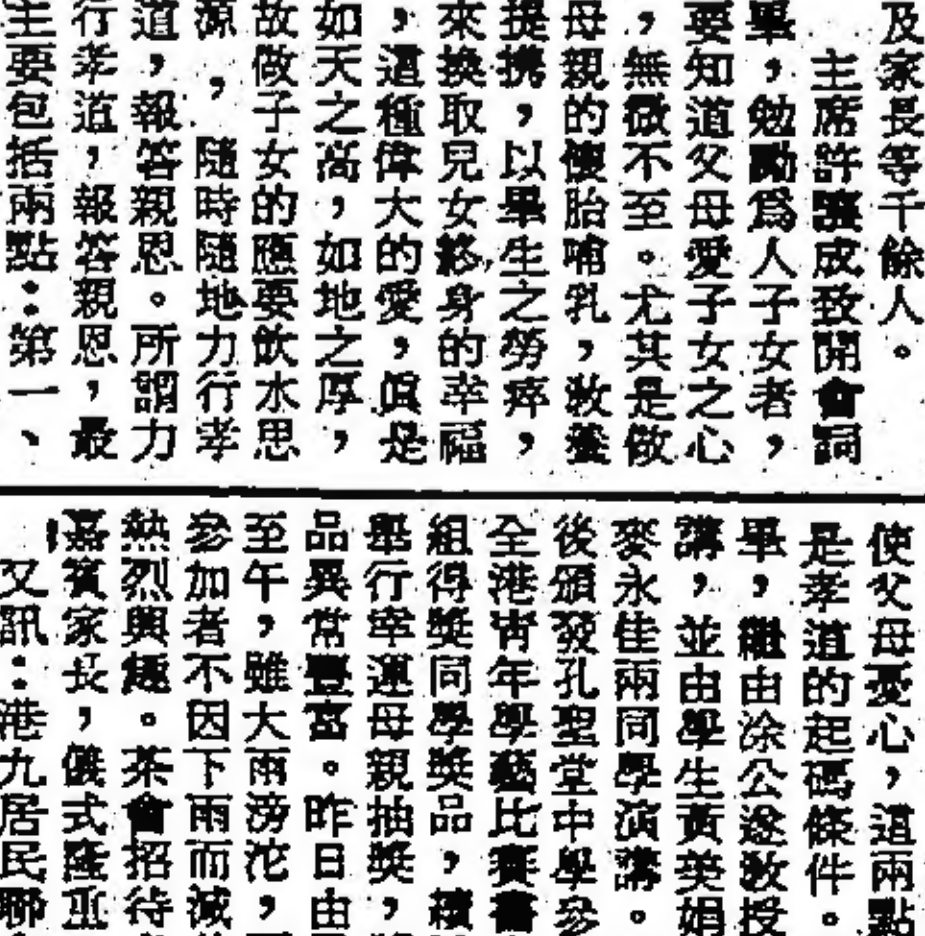 及家長等千餘人。
主席許讓成致開會詞
畢，勉勵爲人子女者，
要知道父母愛子女之心
，無微不至。尤其是做
母親的懷胎哺乳，敎養
提携，以畢生之勞瘁，
來換取兒女終身的幸福
，這種偉大的愛，眞是
如天之高，如地之厚，
故做子女的應要飲水思
源，隨時隨地力行孝
道，報答親恩。所謂力
行孝道，報答親恩，最
主要包括兩點：第一、
使父母憂心，這兩點
是孝道的起碼條件。
畢，繼由涂公遂敎授
講，並由學生黃英娟
麥永佳兩同學演講。
後頒發孔聖堂中學參
全港靑年學藝比賽書
組得獎同學獎品，續
舉行幸運母親抽獎，
品異常豐富。昨日由
至午，雖大雨滂沱，
參加者不因下雨而減
熱烈興趣。茶會招待
嘉賓家長，儀式隆重
又訊：港九居民聯